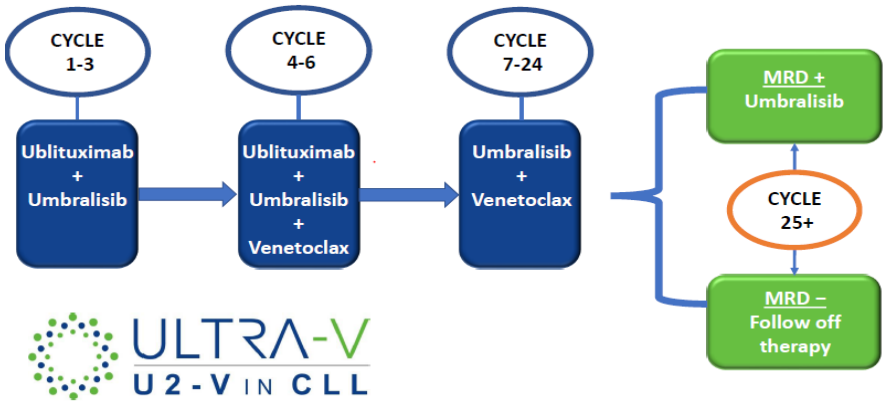 CYCLE
1-3
CYCLE
4-6
CYCLE
7-24
Ublituximab
+
Umbralisib
Ublituximab
+
Umbralisib
+
Venetoclax
Umbralisib
+
Venetoclax
MRD +
Umbralisib
CYCLE
25+
MRD –
Follow off
therapy
ULTRA-V
U2-V IN CLL